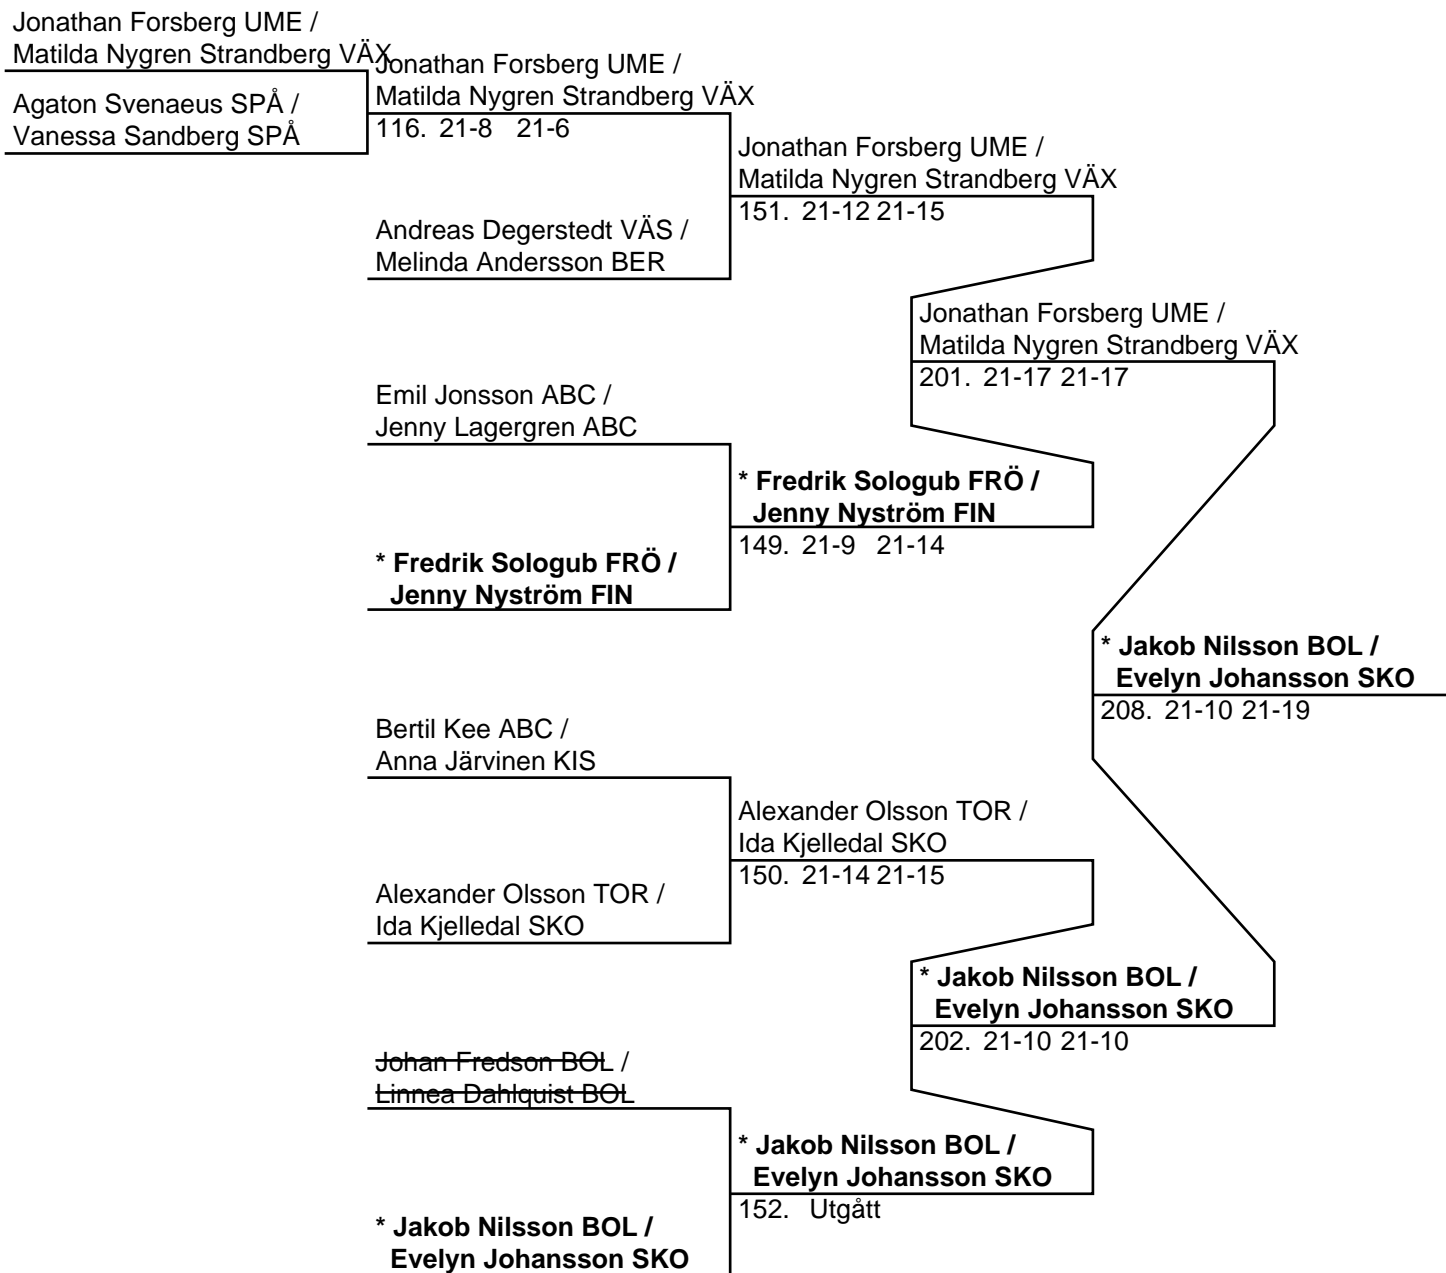 Jonathan Forsberg UME /
Matilda Nygren Strandberg VÄX
Agaton Svenaeus SPÅ /
Vanessa Sandberg SPÅ
Jonathan Forsberg UME /
Matilda Nygren Strandberg VÄX
116. 21-8 21-6
Andreas Degerstedt VÄS /
Melinda Andersson BER
Jonathan Forsberg UME /
Matilda Nygren Strandberg VÄX
151. 21-12 21-15
Emil Jonsson ABC /
Jenny Lagergren ABC
* Fredrik Sologub FRÖ /
Jenny Nyström FIN
* Fredrik Sologub FRÖ /
Jenny Nyström FIN
149. 21-9 21-14
Jonathan Forsberg UME /
Matilda Nygren Strandberg VÄX
201. 21-17 21-17
Bertil Kee ABC /
Anna Järvinen KIS
Alexander Olsson TOR /
Ida Kjelledal SKO
Alexander Olsson TOR /
Ida Kjelledal SKO
150. 21-14 21-15
Johan Fredson BOL /
Linnea Dahlquist BOL
* Jakob Nilsson BOL /
Evelyn Johansson SKO
* Jakob Nilsson BOL /
Evelyn Johansson SKO
152. Utgått
* Jakob Nilsson BOL /
Evelyn Johansson SKO
202. 21-10 21-10
* Jakob Nilsson BOL /
Evelyn Johansson SKO
208. 21-10 21-19